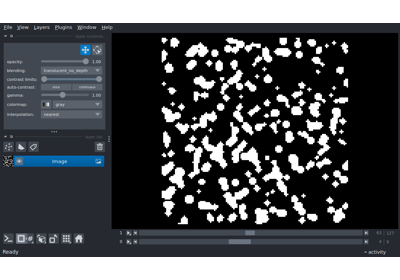 File View Layers Plugins Window Help
opacity: 1.00
blending: translucent_no_depth
contrast limits:
auto-contrast: once continuous
gamma: 1.00
colormap: gray
interpolation: nearest
Image
1
0
Ready
activity